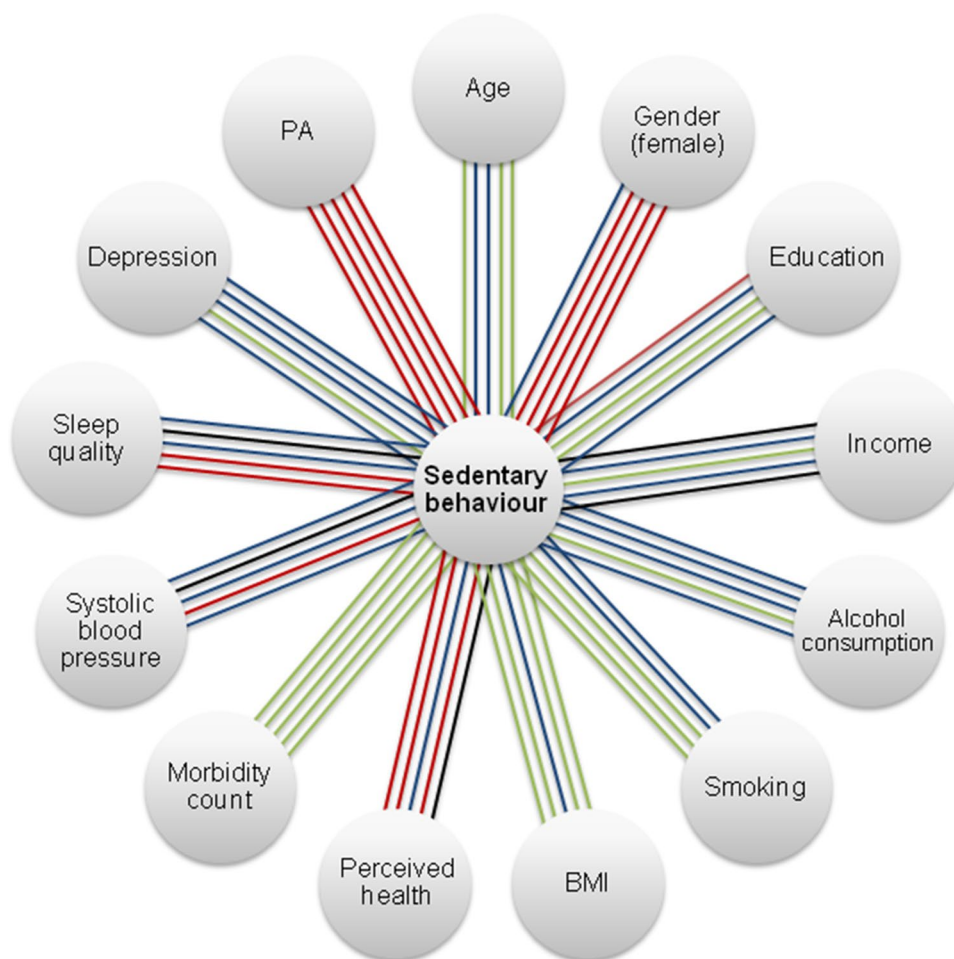 Age
Gender
(female)
PA
Education
Depression
Income
Sleep
quality
Sedentary
behaviour
Alcohol
consumption
Systolic
blood
pressure
Smoking
Morbidity
count
BMI
Perceived
health